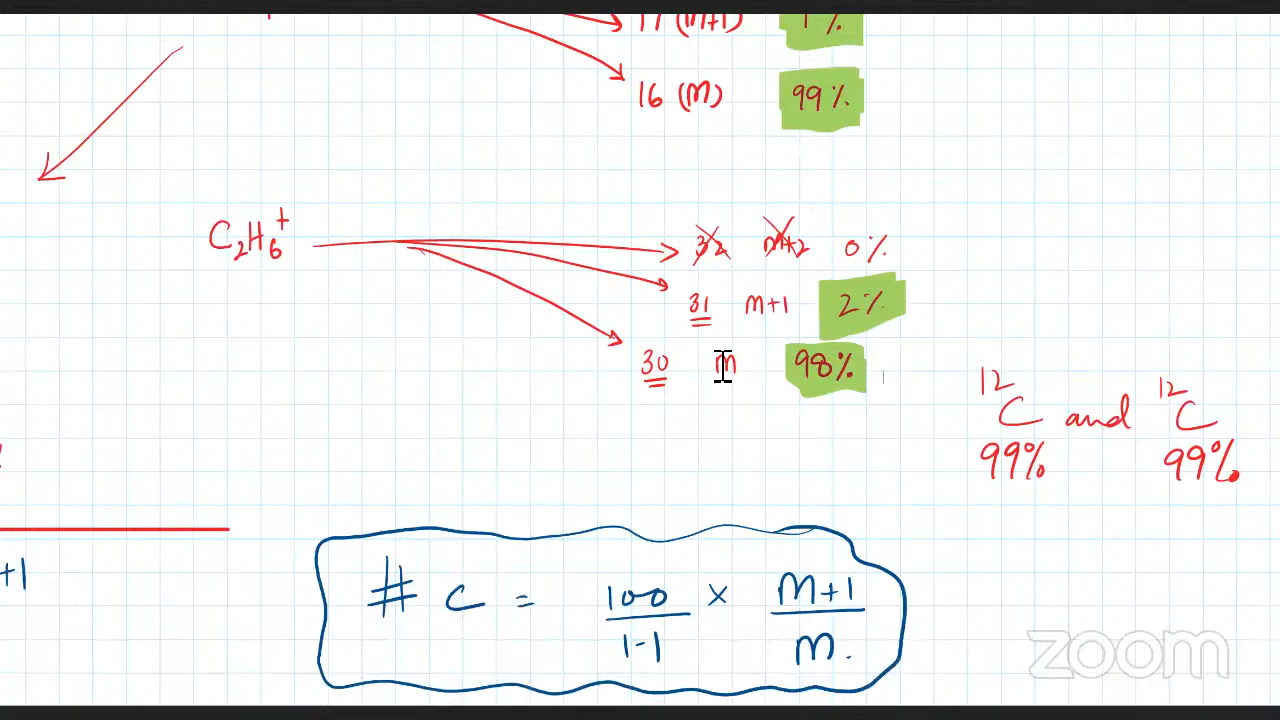 17 (m+1) 1%
16 (M) 99%
C₂H₆⁺
32 m+2 0%
31 m+1 2%
30 m 98%
¹²C and ¹²C
99% 99%
+1
# C = 100/1-1 × M+1/m.
zoom